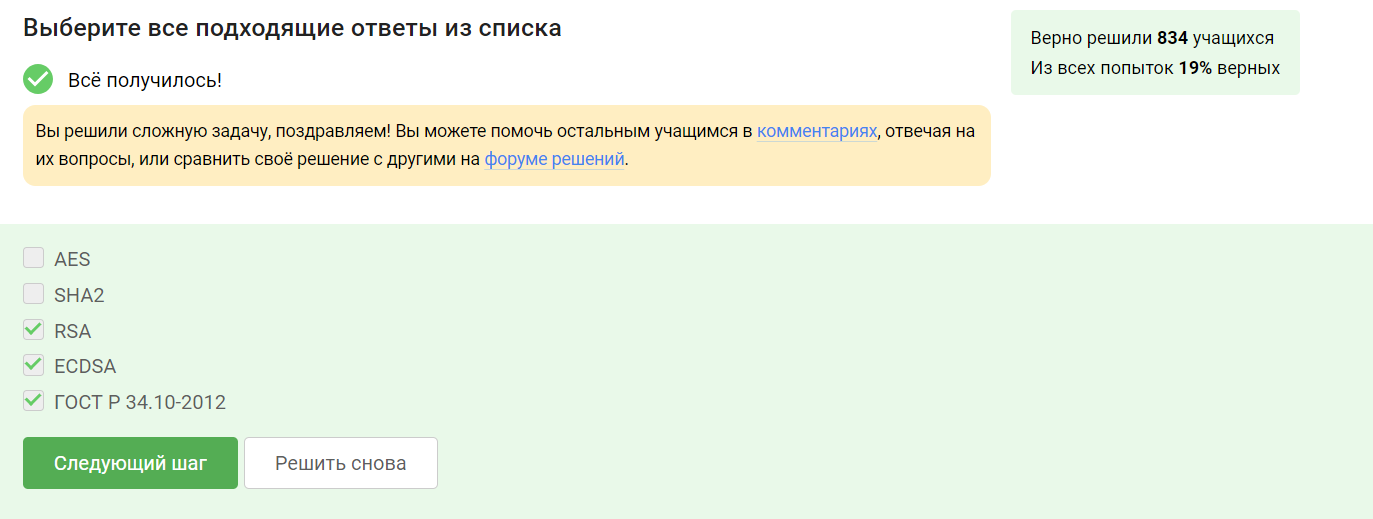 Выберите все подходящие ответы из списка
Верно решили 834 учащихся
Из всех попыток 19% верных
Всё получилось!
Вы решили сложную задачу, поздравляем! Вы можете помочь остальным учащимся в комментариях, отвечая на
их вопросы, или сравнить своё решение с другими на форуме решений.
AES
SHA2
RSA
ECDSA
ГОСТ Р 34.10-2012
Следующий шаг
Решить снова